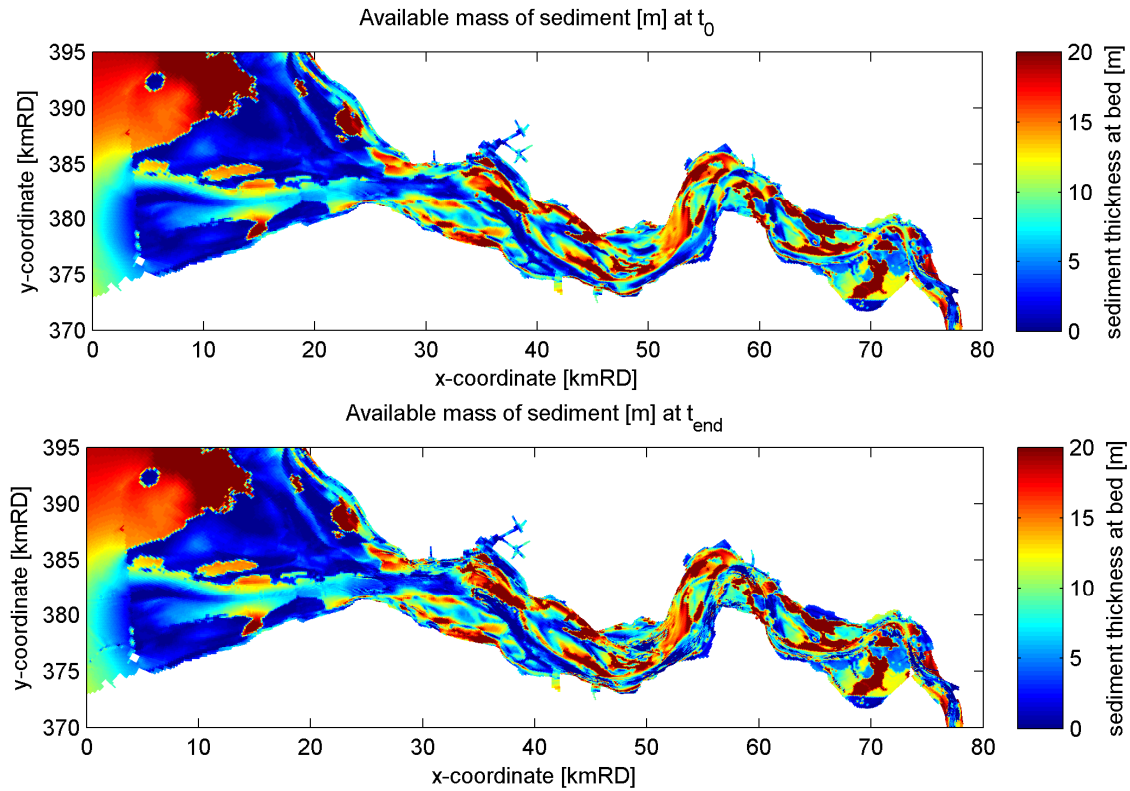 Available mass of sediment [m] at t0
395
390
385
380
375
370
y-coordinate [kmRD]
0 10 20 30 40 50 60 70 80
x-coordinate [kmRD]
20
15
10
5
0
sediment thickness at bed [m]
Available mass of sediment [m] at tend
395
390
385
380
375
370
y-coordinate [kmRD]
0 10 20 30 40 50 60 70 80
x-coordinate [kmRD]
20
15
10
5
0
sediment thickness at bed [m]